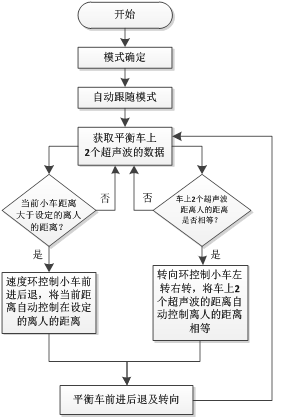 开始
模式确定
自动跟随模式
获取平衡车上
2个超声波的数据
当前小车距离
大于设定的离人
的距离？
否
否
车上2个超声波
距离人的距离
是否相等？
是
是
速度环控制小车前
进后退，将当前距
离自动控制在设定
的离人的距离
转向环控制小车左
转右转，将车上2
个超声波的距离自
动控制离人的距离
相等
平衡车前进后退及转向